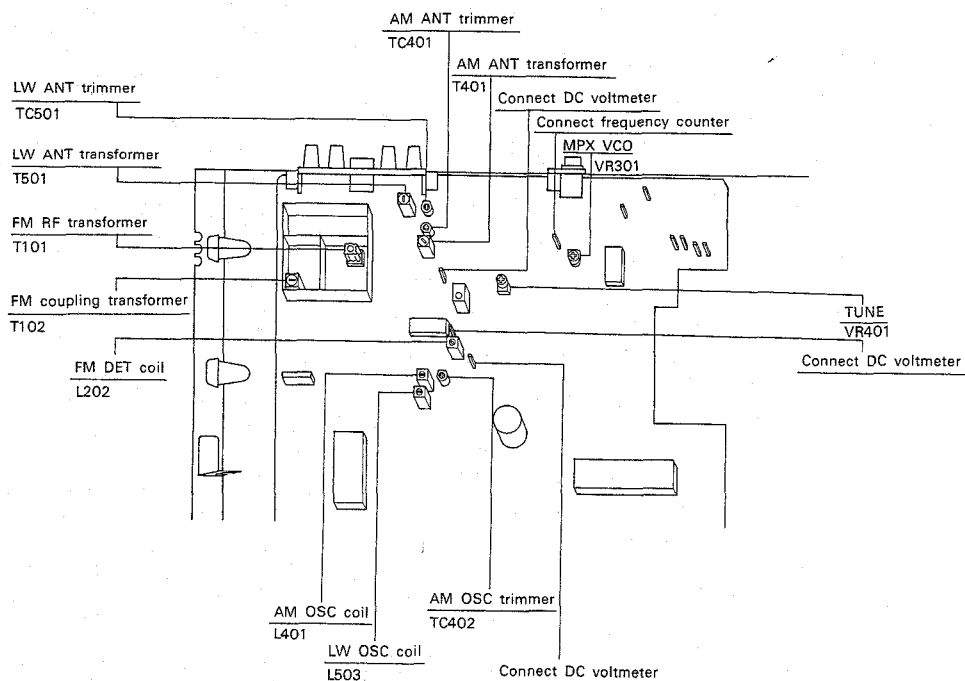 AM ANT trimmer
TC401
AM ANT transformer
T401
LW ANT trimmer
TC501
Connect DC voltmeter
Connect frequency counter
MPX VCO
VR301
LW ANT transformer
T501
FM RF transformer
T101
FM coupling transformer
T102
TUNE
VR401
FM DET coil
L202
Connect DC voltmeter
AM OSC coil
L401
AM OSC trimmer
TC402
LW OSC coil
L503
Connect DC voltmeter